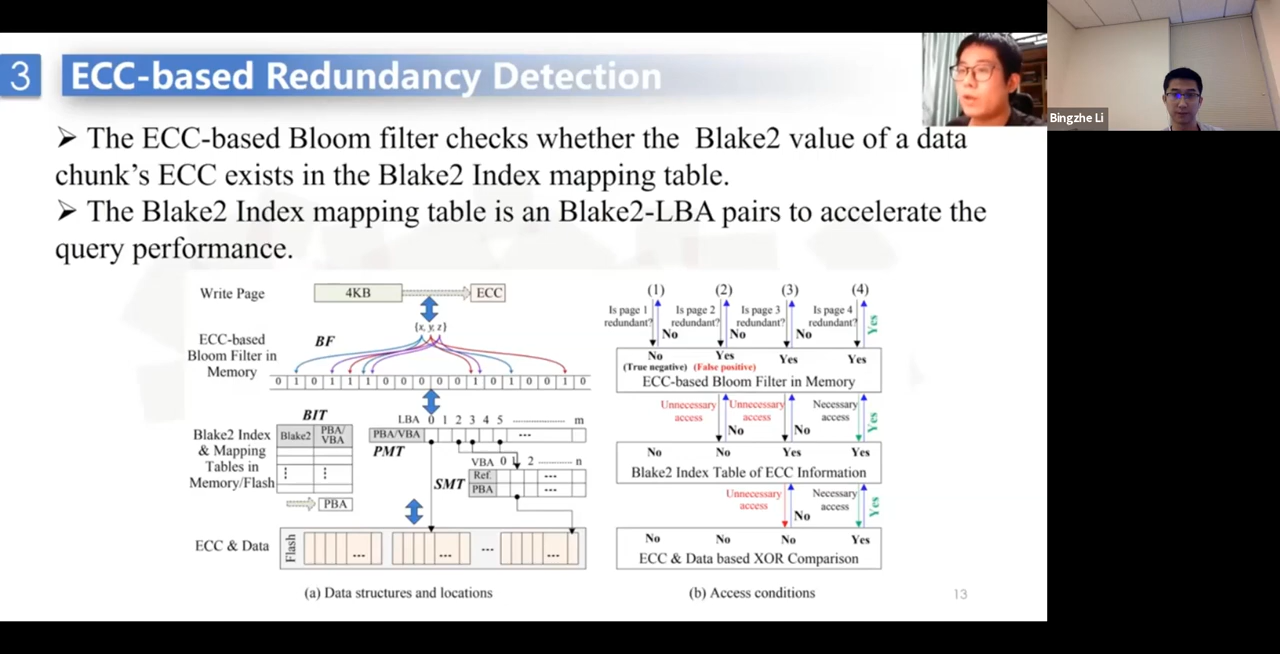 3 ECC-based Redundancy Detection
Bingzhe Li
➢ The ECC-based Bloom filter checks whether the Blake2 value of a data
chunk's ECC exists in the Blake2 Index mapping table.
➢ The Blake2 Index mapping table is an Blake2-LBA pairs to accelerate the
query performance.
Write Page
4KB
ECC
{x, y, z}
ECC-based
Bloom Filter in
Memory
BF
0 1 0 1 1 1 0 0 0 0 0 1 0 1 0 0 1 0
BIT
Blake2 Index
& Mapping
Tables in
Memory/Flash
Blake2
PBA/
VBA
⋮ ⋮
PBA
LBA 0 1 2 3 4 5 m
PBA/VBA ...
PMT
VBA 0 1 2 n
SMT
Ref. ...
PBA ...
ECC & Data
Flash
... ... ... ...
(a) Data structures and locations
(1) (2) (3) (4)
Is page 1
redundant?
Is page 2
redundant?
Is page 3
redundant?
Is page 4
redundant?
No No No Yes
No Yes Yes Yes
(True negative) (False positive)
ECC-based Bloom Filter in Memory
Unnecessary
access
Unnecessary
access
Necessary
access
No No Yes
No No Yes Yes
Blake2 Index Table of ECC Information
Unnecessary
access
Necessary
access
No Yes
No No No Yes
ECC & Data based XOR Comparison
(b) Access conditions
13